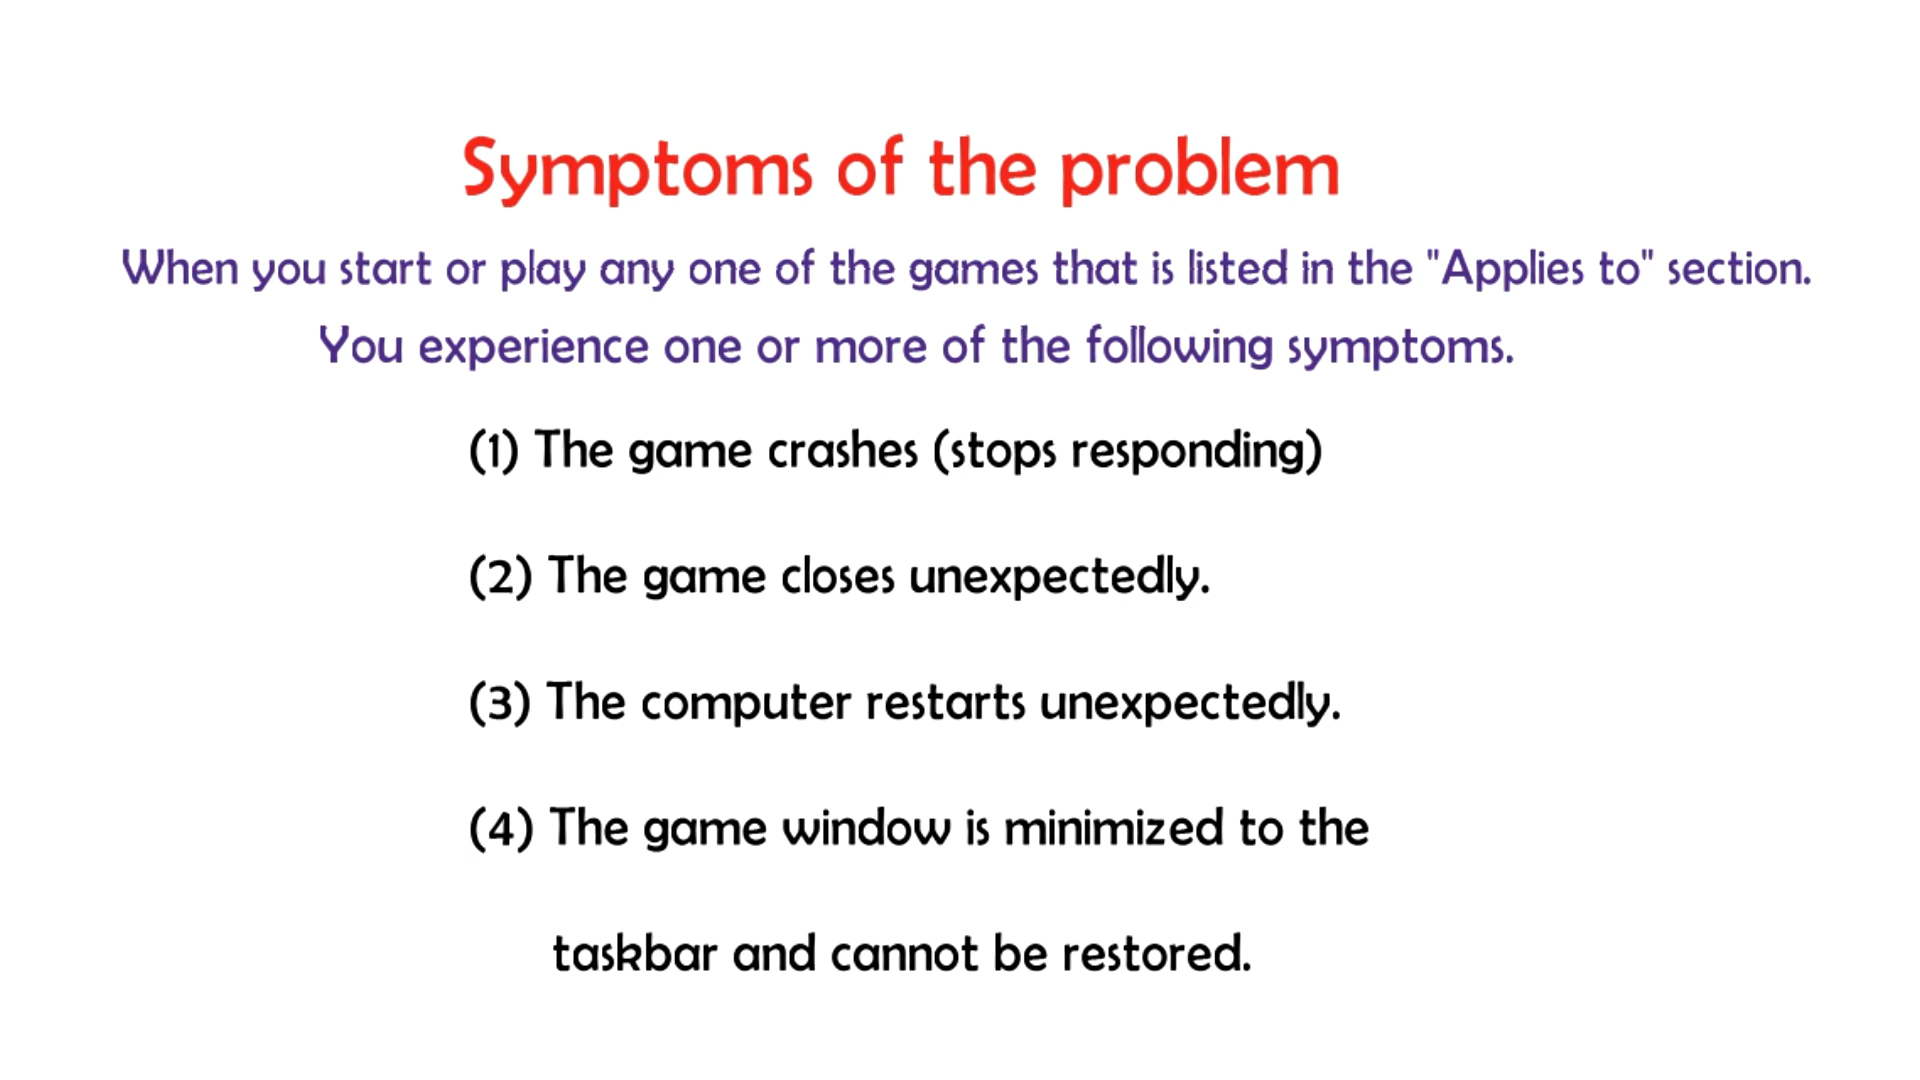 Symptoms of the problem
When you start or play any one of the games that is listed in the "Applies to" section.
You experience one or more of the following symptoms.
(1) The game crashes (stops responding)
(2) The game closes unexpectedly.
(3) The computer restarts unexpectedly.
(4) The game window is minimized to the
taskbar and cannot be restored.